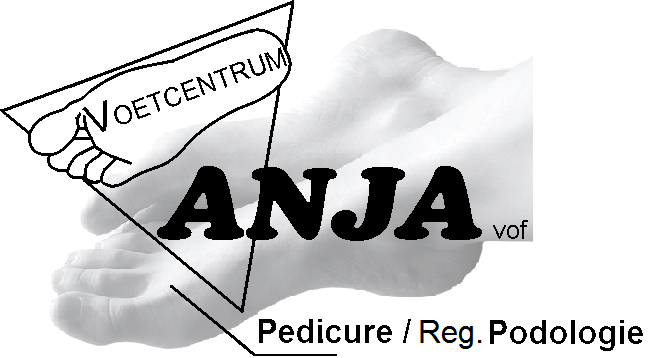 VOETCENTRUM
ANJA vof
Pedicure / Reg. Podologie